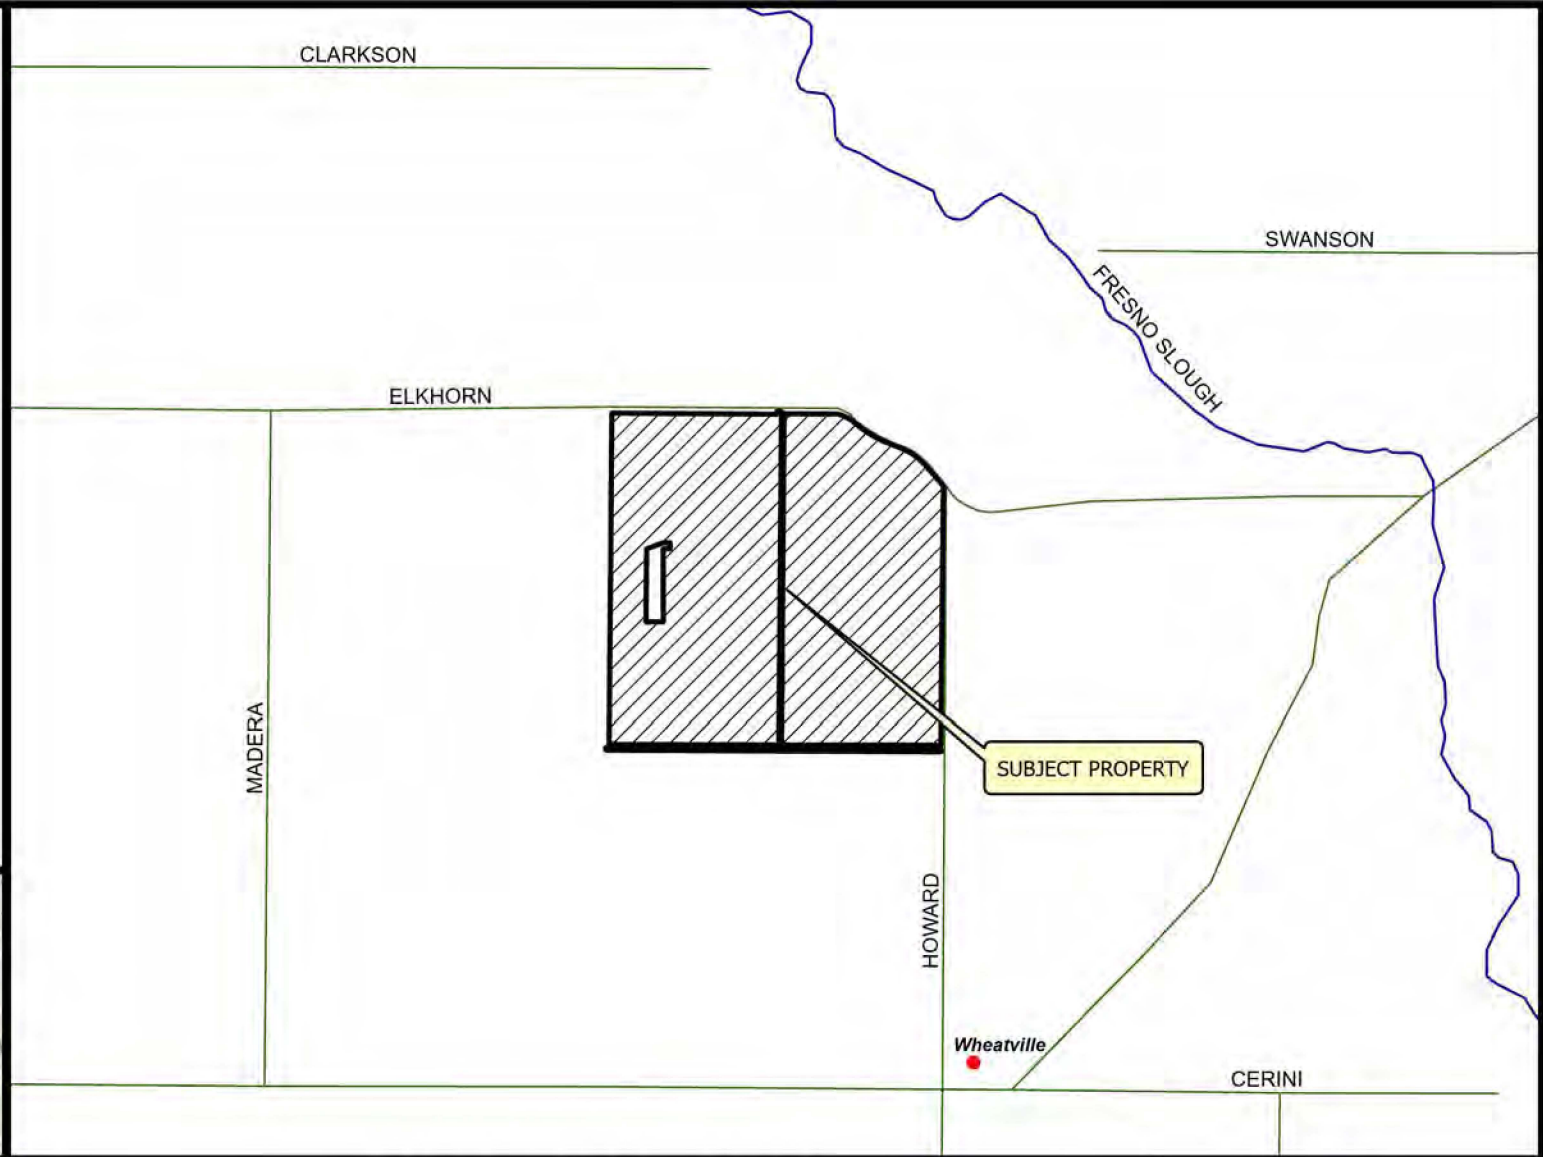 CLARKSON
SWANSON
FRESNO SLOUGH
ELKHORN
MADERA
SUBJECT PROPERTY
HOWARD
Wheatville
CERINI